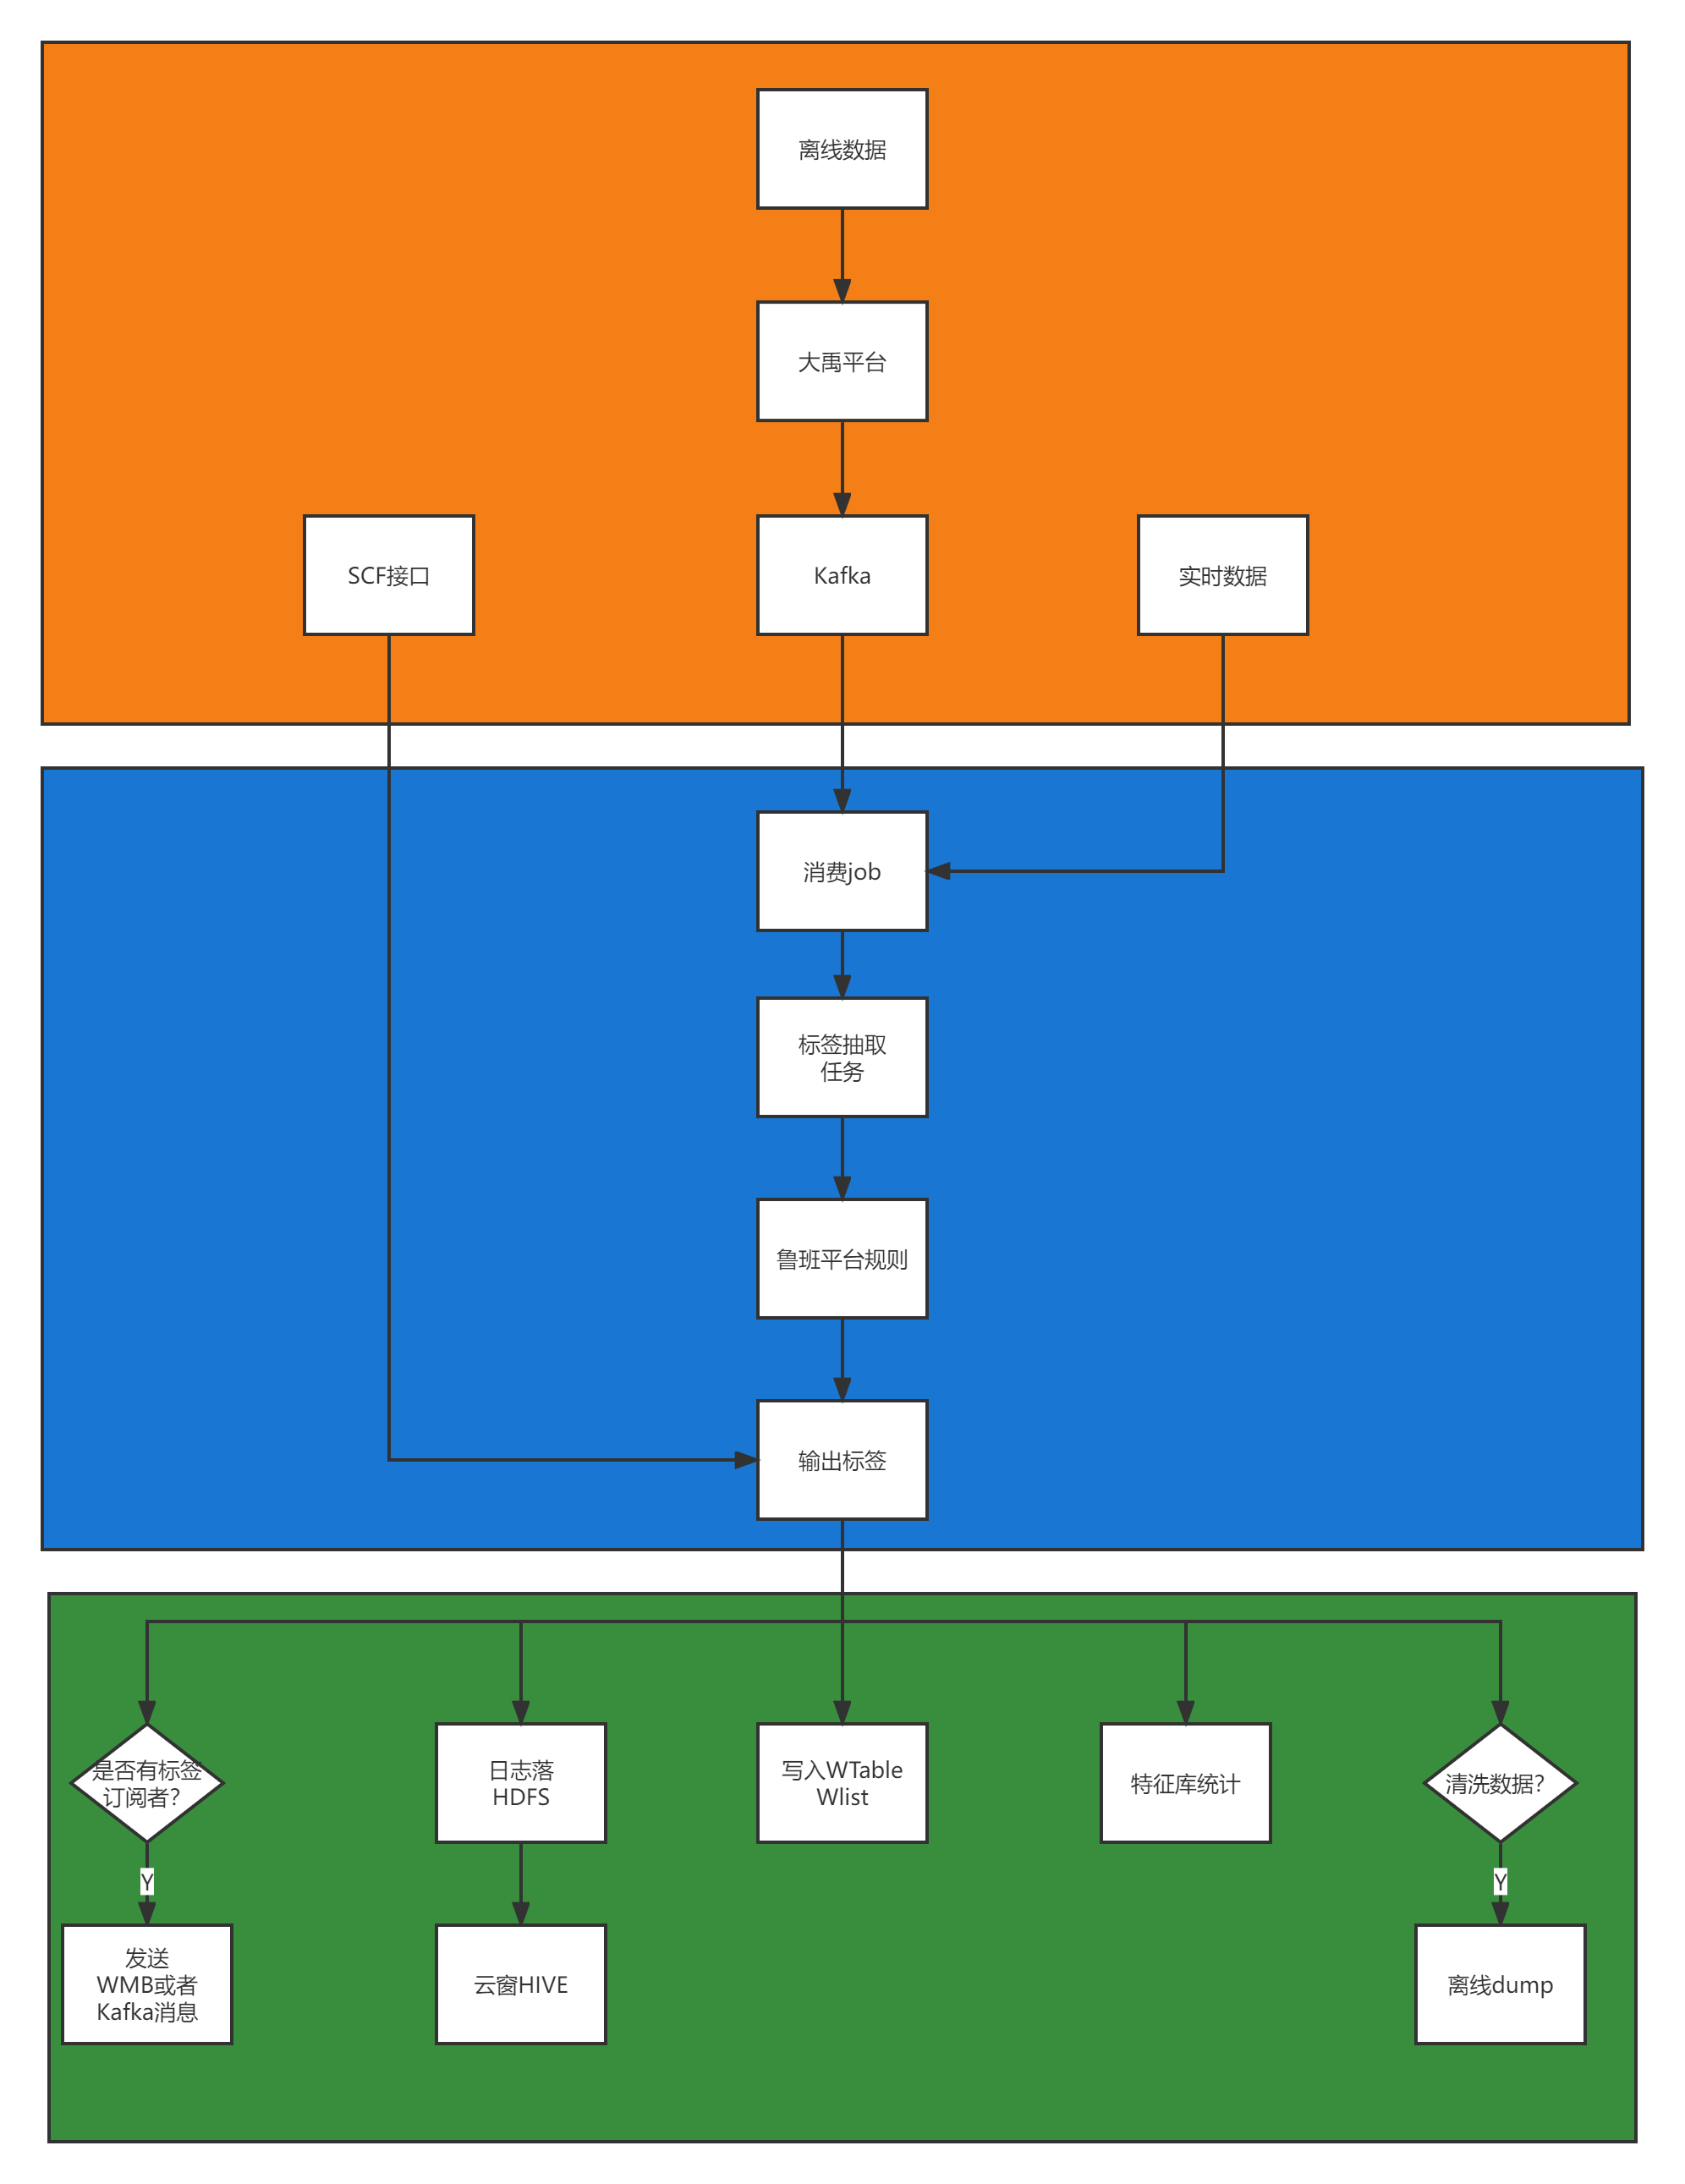 离线数据
大禹平台
SCF接口
Kafka
实时数据
消费job
标签抽取
任务
鲁班平台规则
输出标签
是否有标签
订阅者?
日志落
HDFS
写入WTable
Wlist
特征库统计
清洗数据?
Y
Y
发送
WMB或者
Kafka消息
云窗HIVE
离线dump